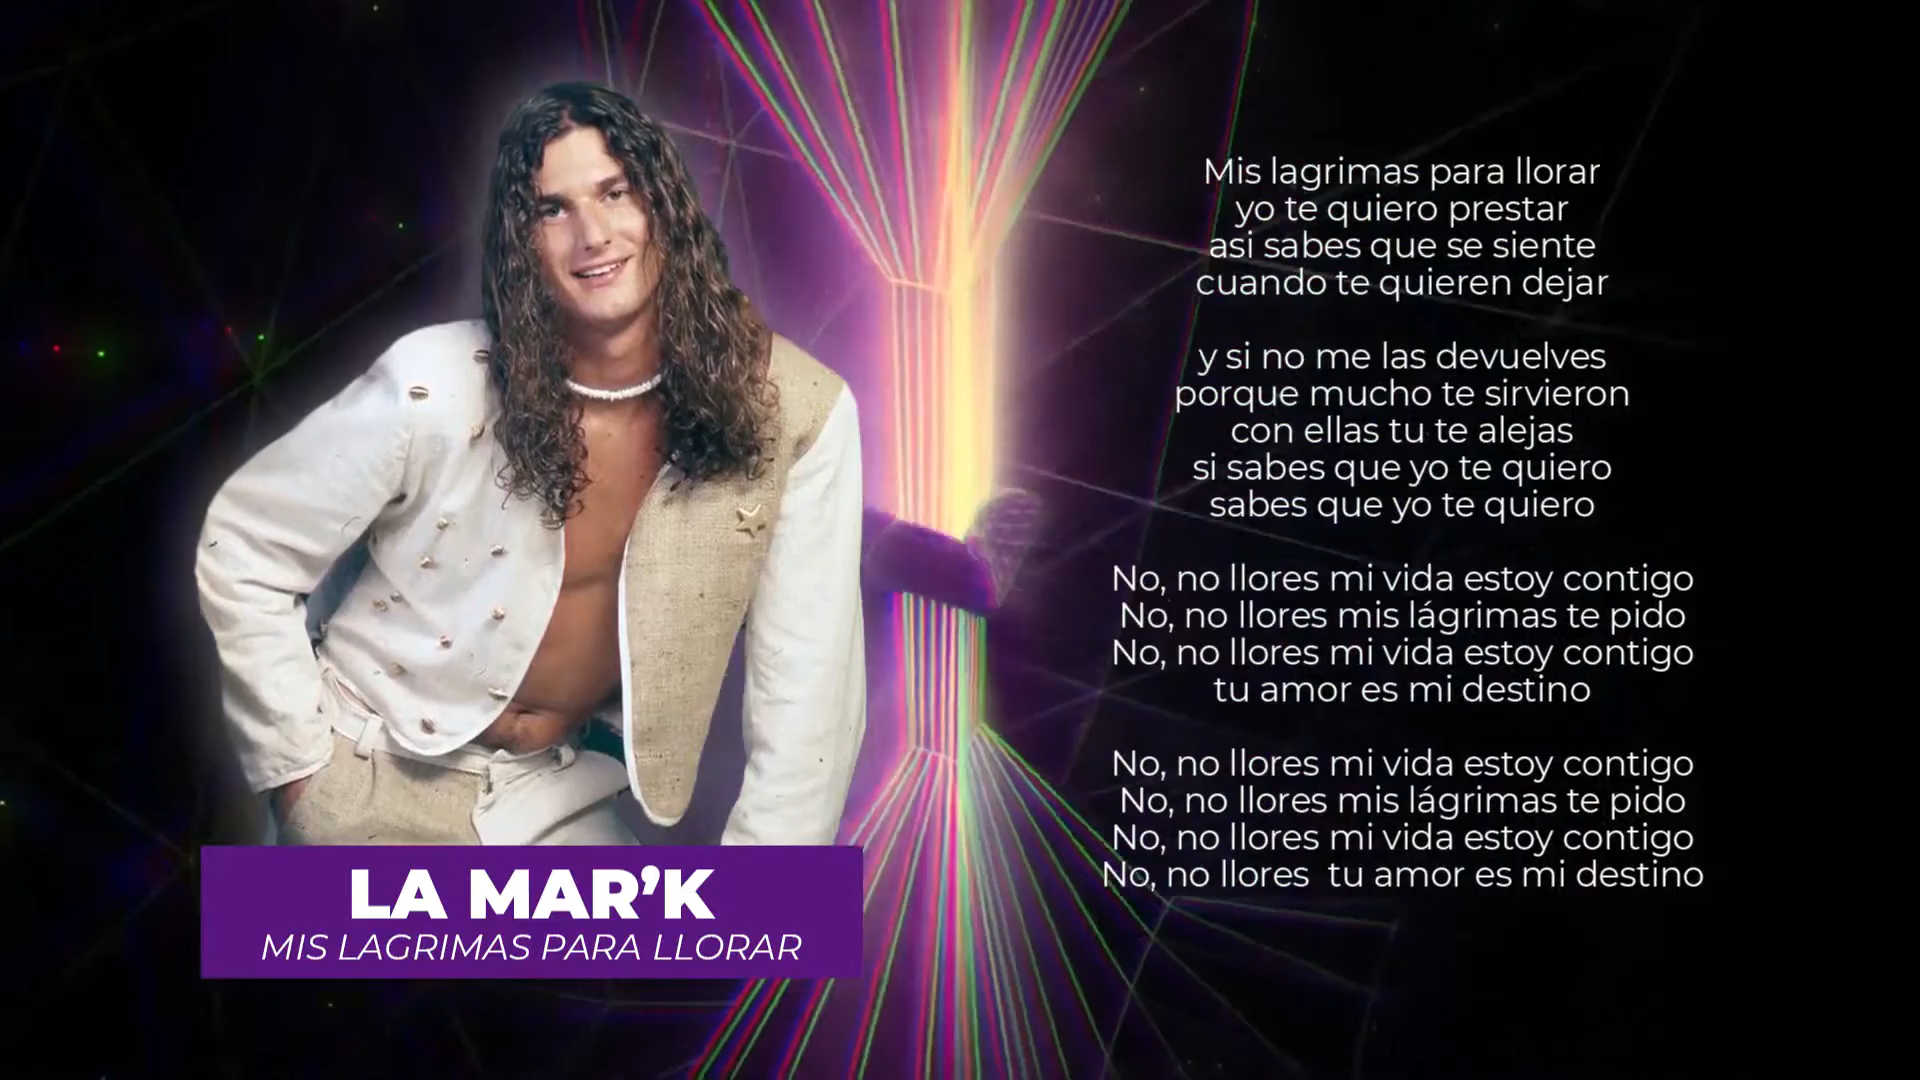 Mis lagrimas para llorar
yo te quiero prestar
asi sabes que se siente
cuando te quieren dejar
y si no me las devuelves
porque mucho te sirvieron
con ellas tu te alejas
si sabes que yo te quiero
sabes que yo te quiero
No, no llores mi vida estoy contigo
No, no llores mis lágrimas te pido
No, no llores mi vida estoy contigo
tu amor es mi destino
No, no llores mi vida estoy contigo
No, no llores mis lágrimas te pido
No, no llores mi vida estoy contigo
No, no llores  tu amor es mi destino
LA MAR’K
MIS LAGRIMAS PARA LLORAR